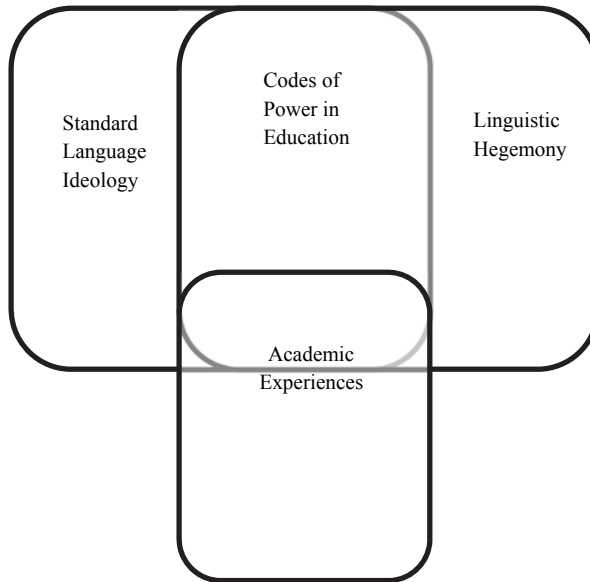 Standard
Language
Ideology
Codes of
Power in
Education
Linguistic
Hegemony
Academic
Experiences